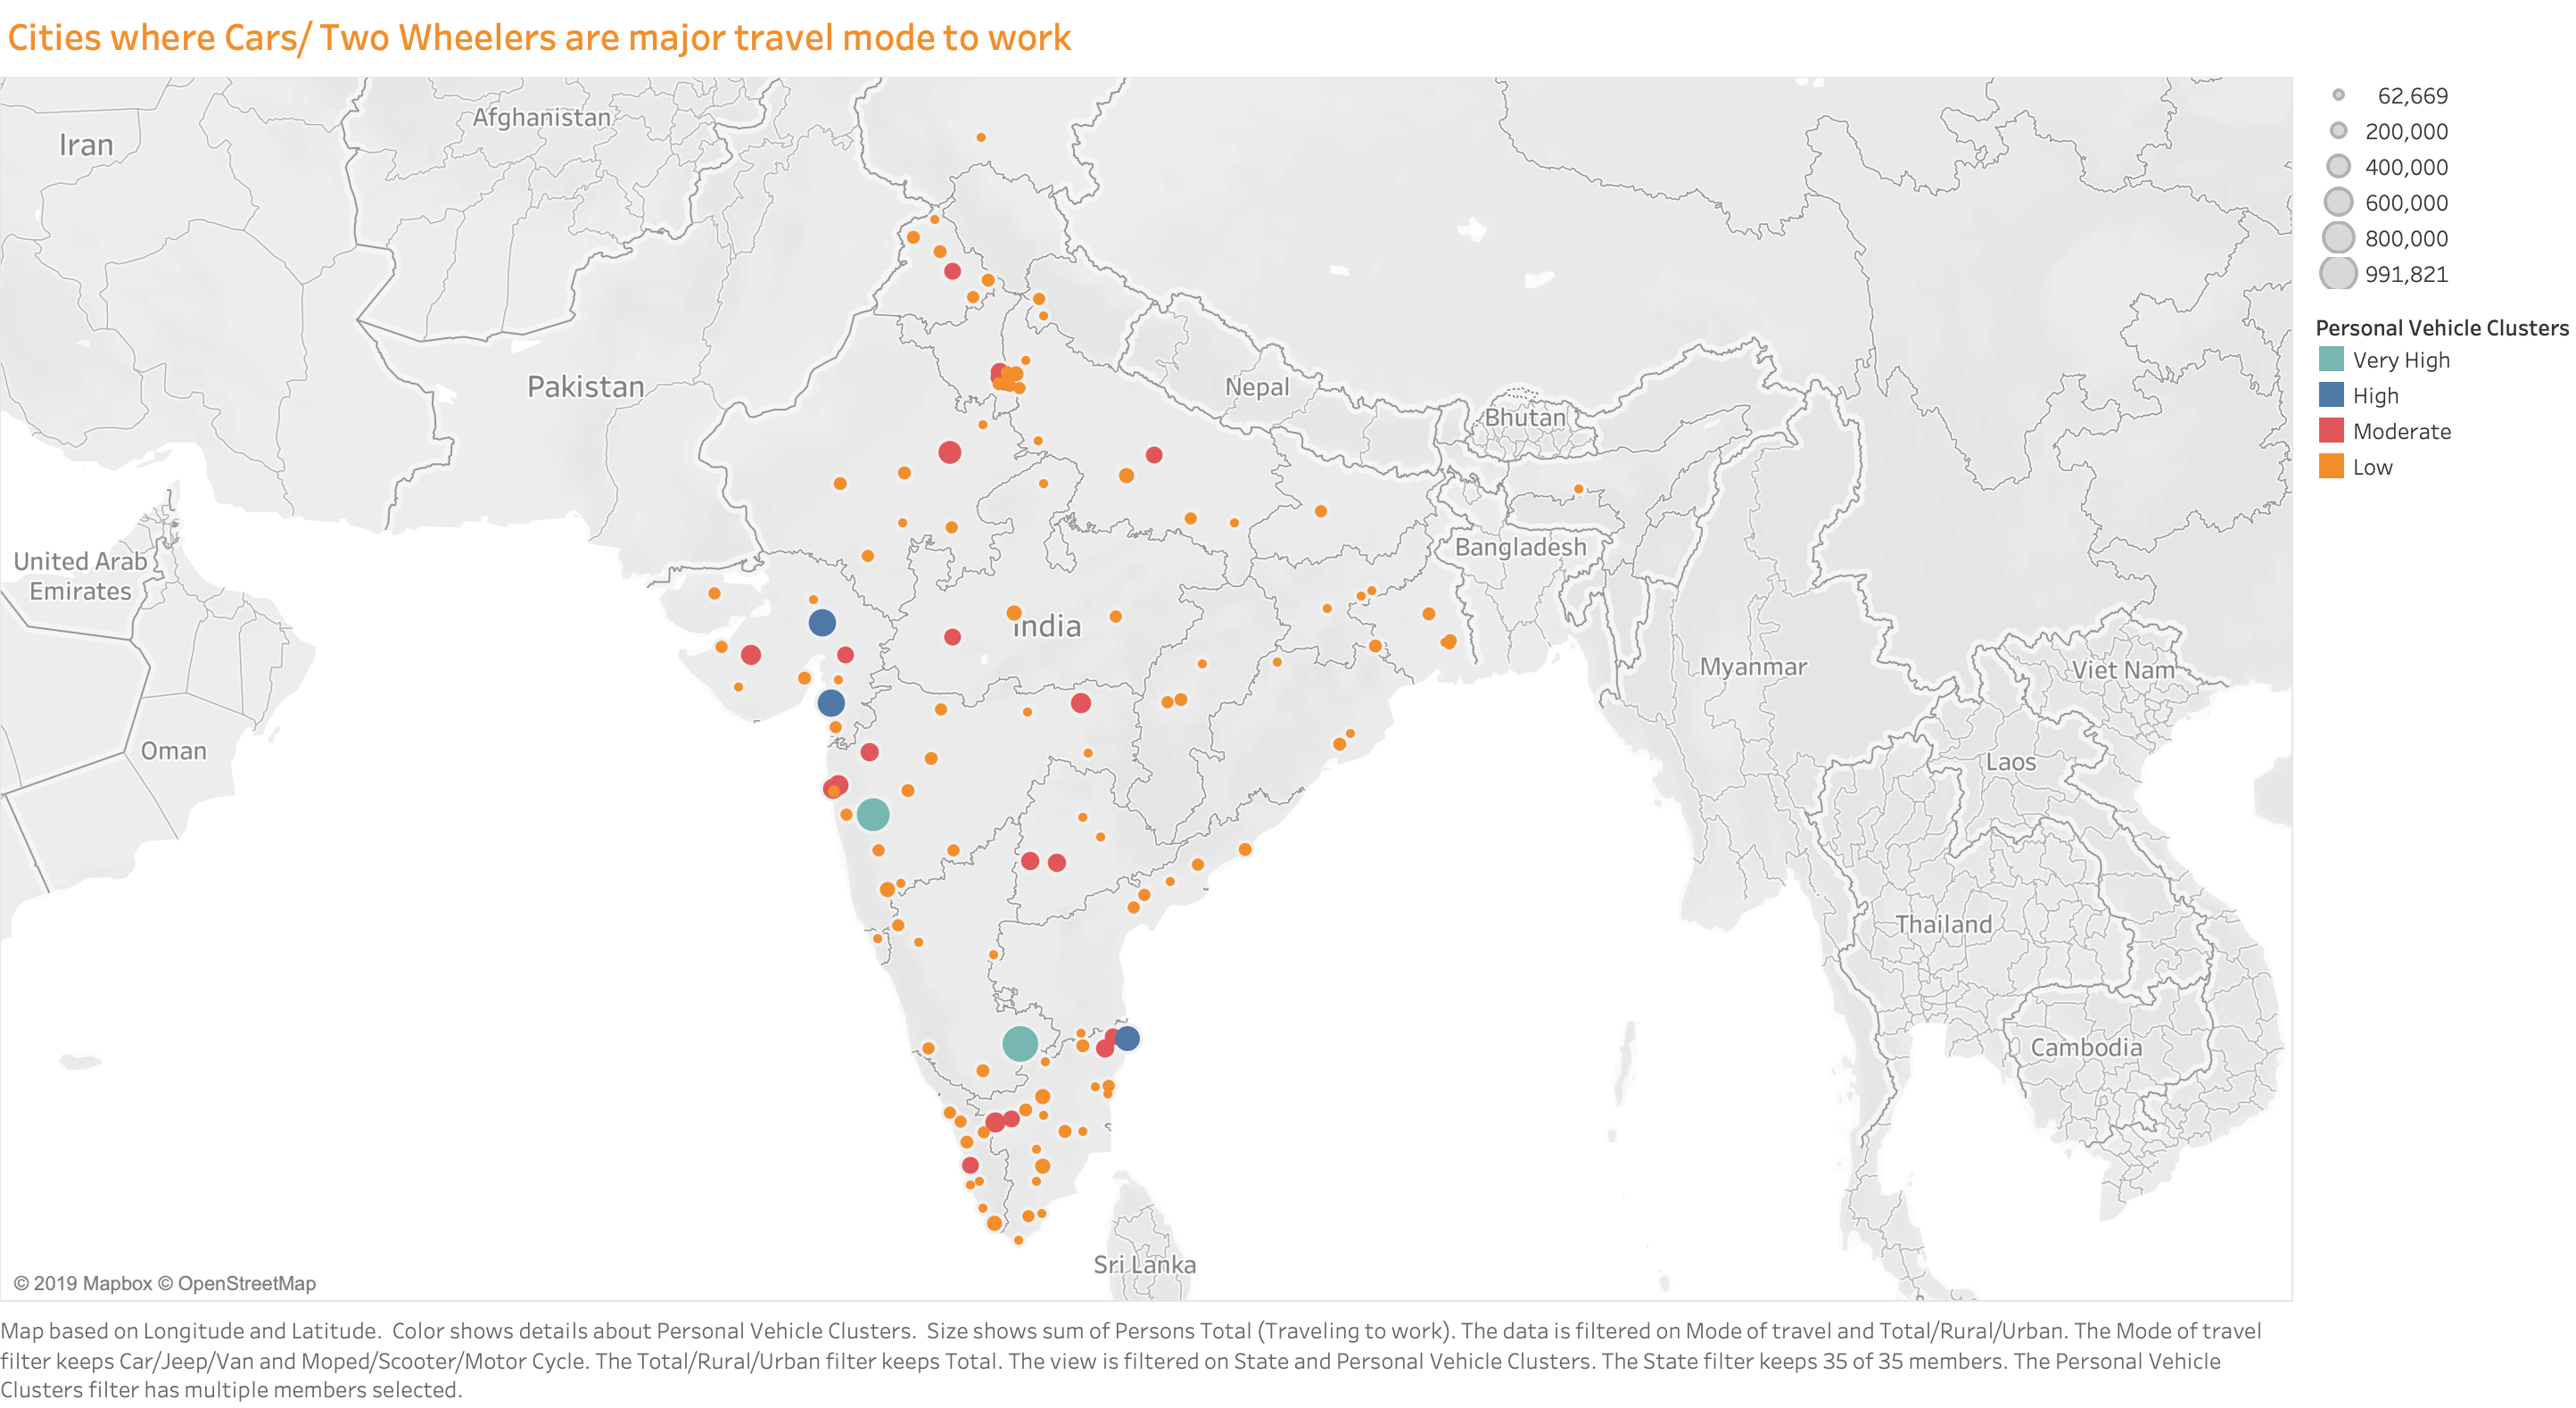 Cities where Cars/ Two Wheelers are major travel mode to work
Iran
Afghanistan
Pakistan
Nepal
Bhutan
United Arab
Emirates
Bangladesh
India
Myanmar
Viet Nam
Oman
Laos
Thailand
Cambodia
Sri Lanka
© 2019 Mapbox © OpenStreetMap
62,669
200,000
400,000
600,000
800,000
991,821
Personal Vehicle Clusters
Very High
High
Moderate
Low
Map based on Longitude and Latitude.  Color shows details about Personal Vehicle Clusters.  Size shows sum of Persons Total (Traveling to work). The data is filtered on Mode of travel and Total/Rural/Urban. The Mode of travel
filter keeps Car/Jeep/Van and Moped/Scooter/Motor Cycle. The Total/Rural/Urban filter keeps Total. The view is filtered on State and Personal Vehicle Clusters. The State filter keeps 35 of 35 members. The Personal Vehicle
Clusters filter has multiple members selected.